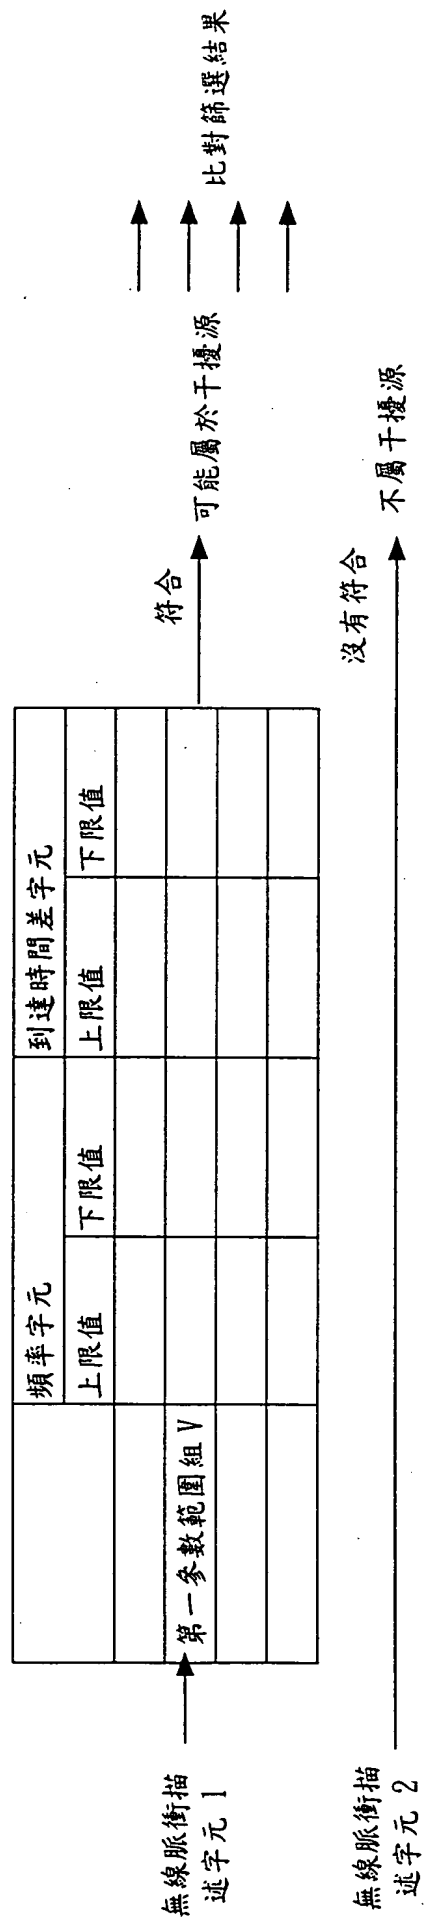 頻率字元
到達時間差字元
上限值
下限值
上限值
下限值
第一參數範圍組 V
無線脈衝描
述字元 1
符合
可能屬於干擾源
比對篩選結果
無線脈衝描
述字元 2
沒有符合
不屬干擾源